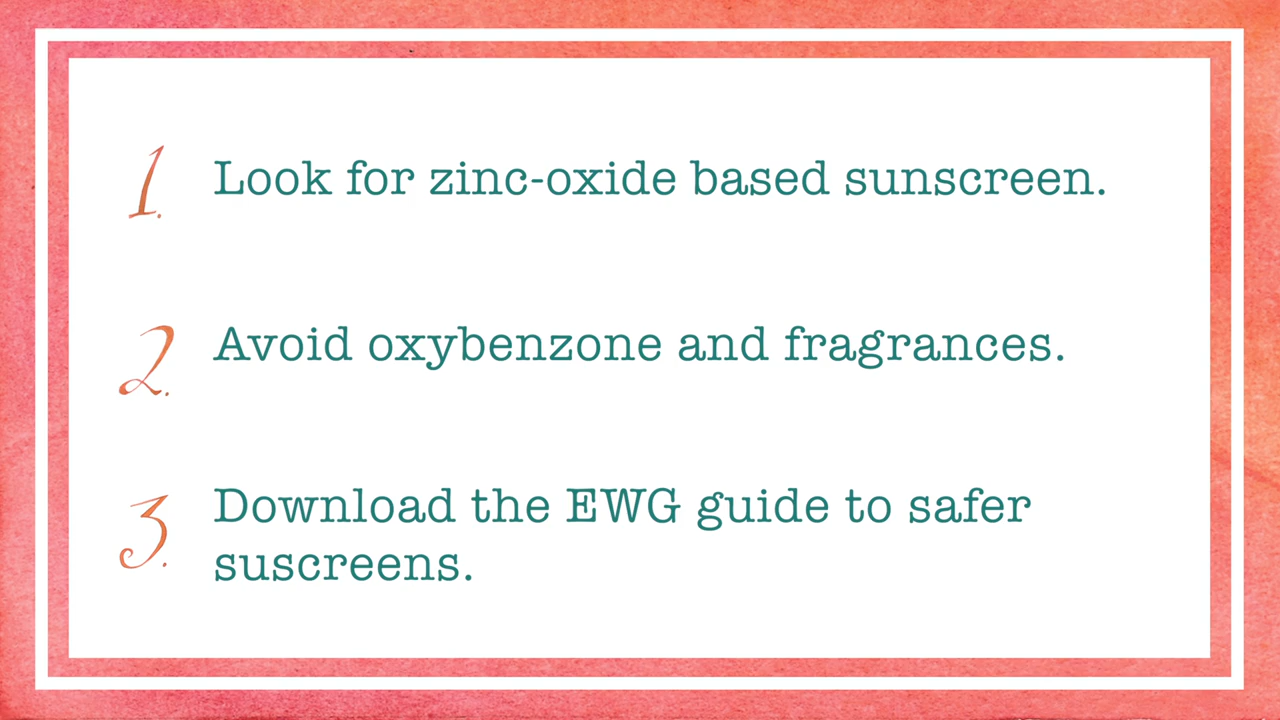 1. Look for zinc-oxide based sunscreen.
2. Avoid oxybenzone and fragrances.
3. Download the EWG guide to safer
suscreens.